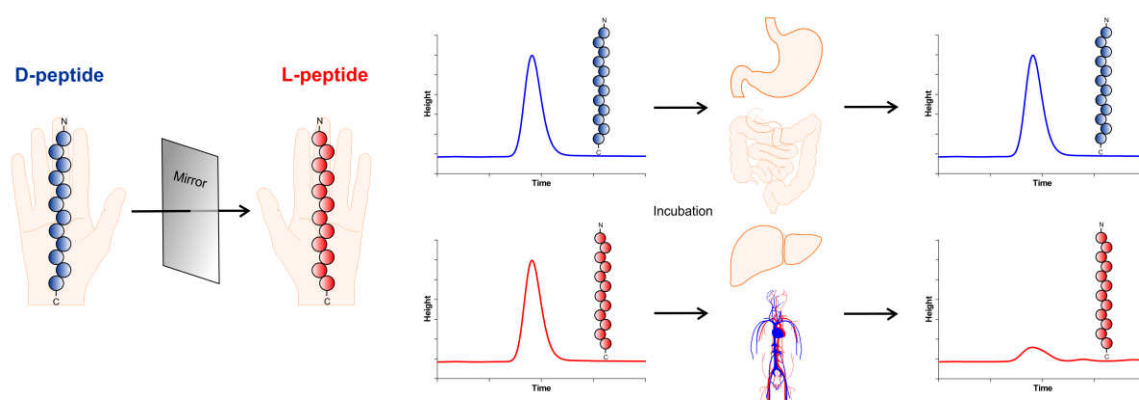 D-peptide
L-peptide
N
C
Mirror
N
C
Height
Time
N
C
Height
Time
N
C
Incubation
Height
Time
N
C
Height
Time
N
C